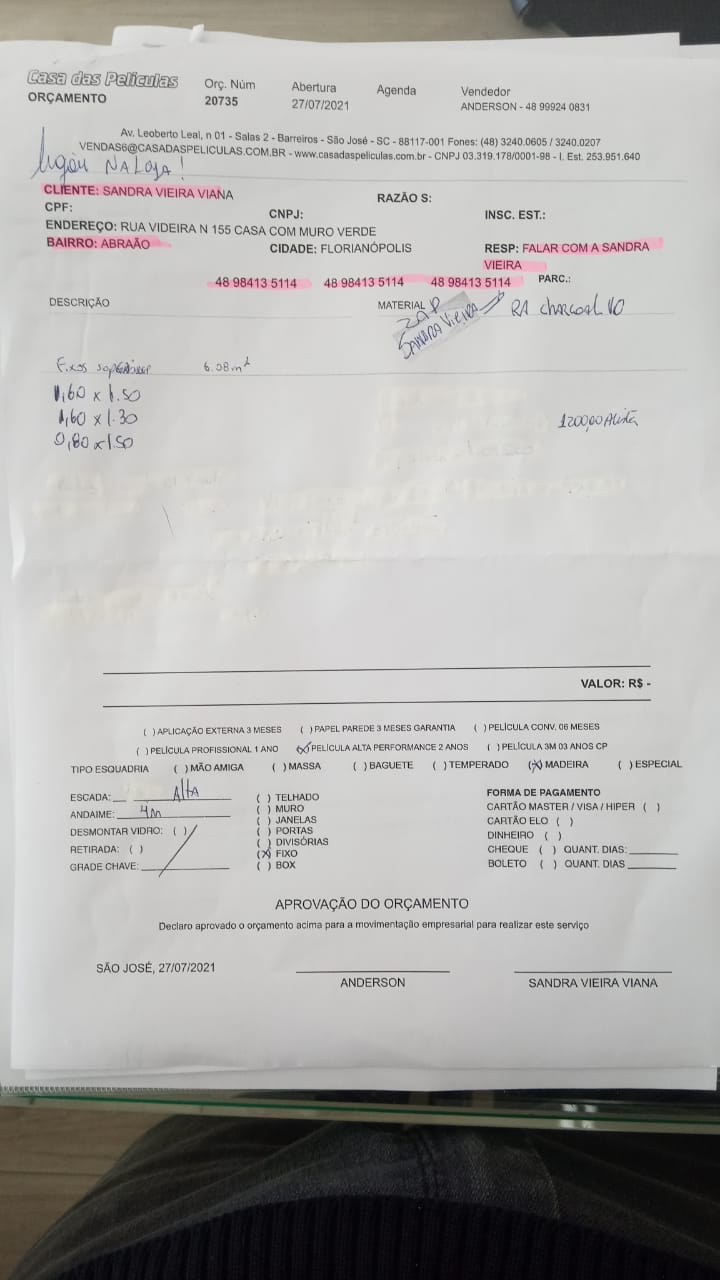 Casa das Películas
ORÇAMENTO
Orç. Núm
20735
Abertura
27/07/2021
Agenda
Vendedor
ANDERSON - 48 99924 0831
Av. Leoberto Leal, n 01 - Salas 2 - Barreiros - São José - SC - 88117-001 Fones: (48) 3240.0605 / 3240.0207
VENDAS6@CASADASPELICULAS.COM.BR - www.casadaspeliculas.com.br - CNPJ 03.319.178/0001-98 - I. Est. 253.951.640
ligou NA LOJA!
CLIENTE: SANDRA VIEIRA VIANA RAZÃO S:
CPF: CNPJ: INSC. EST.:
ENDEREÇO: RUA VIDEIRA N 155 CASA COM MURO VERDE
BAIRRO: ABRAÃO CIDADE: FLORIANÓPOLIS RESP: FALAR COM A SANDRA
VIEIRA
48 98413 5114 48 98413 5114 48 98413 5114 PARC.:
DESCRIÇÃO MATERIAL RA charcoal
ZAP
SANDRA VIEIRA
Fixos 6.08m²
1,60 x 1.50
1,60 x 1.30
0,80 x 1.50
1200,00
VALOR: R$ -
( ) APLICAÇÃO EXTERNA 3 MESES ( ) PAPEL PAREDE 3 MESES GARANTIA ( ) PELÍCULA CONV. 06 MESES
( ) PELÍCULA PROFISSIONAL 1 ANO (X) PELÍCULA ALTA PERFORMANCE 2 ANOS ( ) PELÍCULA 3M 03 ANOS CP
TIPO ESQUADRIA ( ) MÃO AMIGA ( ) MASSA ( ) BAGUETE ( ) TEMPERADO (X) MADEIRA ( ) ESPECIAL
ESCADA: Alta
ANDAIME: 4m
DESMONTAR VIDRO: ( )
RETIRADA: ( )
GRADE CHAVE:
( ) TELHADO
( ) MURO
( ) JANELAS
( ) PORTAS
( ) DIVISÓRIAS
(X) FIXO
( ) BOX
FORMA DE PAGAMENTO
CARTÃO MASTER / VISA / HIPER ( )
CARTÃO ELO ( )
DINHEIRO ( )
CHEQUE ( ) QUANT. DIAS:
BOLETO ( ) QUANT. DIAS
APROVAÇÃO DO ORÇAMENTO
Declaro aprovado o orçamento acima para a movimentação empresarial para realizar este serviço
SÃO JOSÉ, 27/07/2021
ANDERSON
SANDRA VIEIRA VIANA